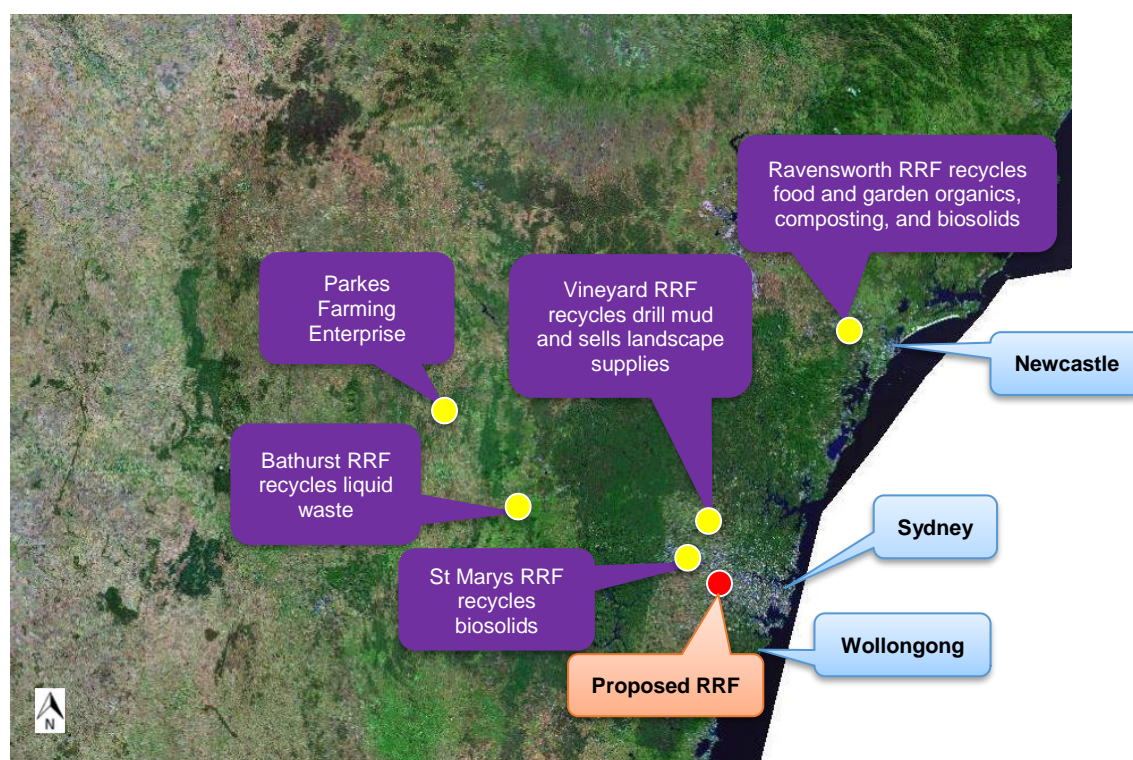 Ravensworth RRF recycles
food and garden organics,
composting, and biosolids
Parkes
Farming
Enterprise
Vineyard RRF
recycles drill mud
and sells landscape
supplies
Newcastle
Bathurst RRF
recycles liquid
waste
Sydney
St Marys RRF
recycles
biosolids
Wollongong
Proposed RRF
N